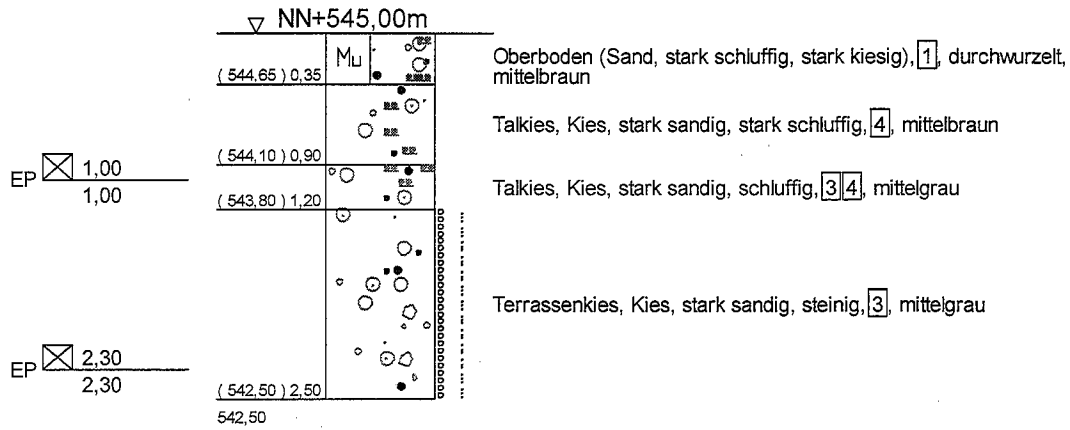 NN+545,00m
Mu
Oberboden (Sand, stark schluffig, stark kiesig), 1, durchwurzelt,
mittelbraun
( 544,65 ) 0,35
Talkies, Kies, stark sandig, stark schluffig, 4, mittelbraun
( 544,10 ) 0,90
EP 1,00
1,00
Talkies, Kies, stark sandig, schluffig, 3 4, mittelgrau
( 543,80 ) 1,20
Terrassenkies, Kies, stark sandig, steinig, 3, mittelgrau
EP 2,30
2,30
( 542,50 ) 2,50
542,50